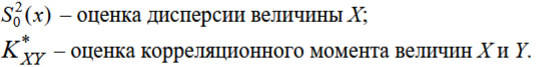 S₀²(x) – оценка дисперсии величины X;
K*XY – оценка корреляционного момента величин X и Y.